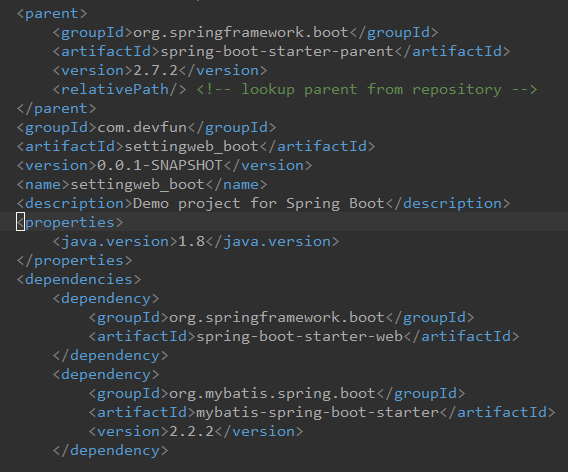 <parent>
    <groupId>org.springframework.boot</groupId>
    <artifactId>spring-boot-starter-parent</artifactId>
    <version>2.7.2</version>
    <relativePath/> <!-- lookup parent from repository -->
</parent>
<groupId>com.devfun</groupId>
<artifactId>settingweb_boot</artifactId>
<version>0.0.1-SNAPSHOT</version>
<name>settingweb_boot</name>
<description>Demo project for Spring Boot</description>
<properties>
    <java.version>1.8</java.version>
</properties>
<dependencies>
    <dependency>
        <groupId>org.springframework.boot</groupId>
        <artifactId>spring-boot-starter-web</artifactId>
    </dependency>
    <dependency>
        <groupId>org.mybatis.spring.boot</groupId>
        <artifactId>mybatis-spring-boot-starter</artifactId>
        <version>2.2.2</version>
    </dependency>